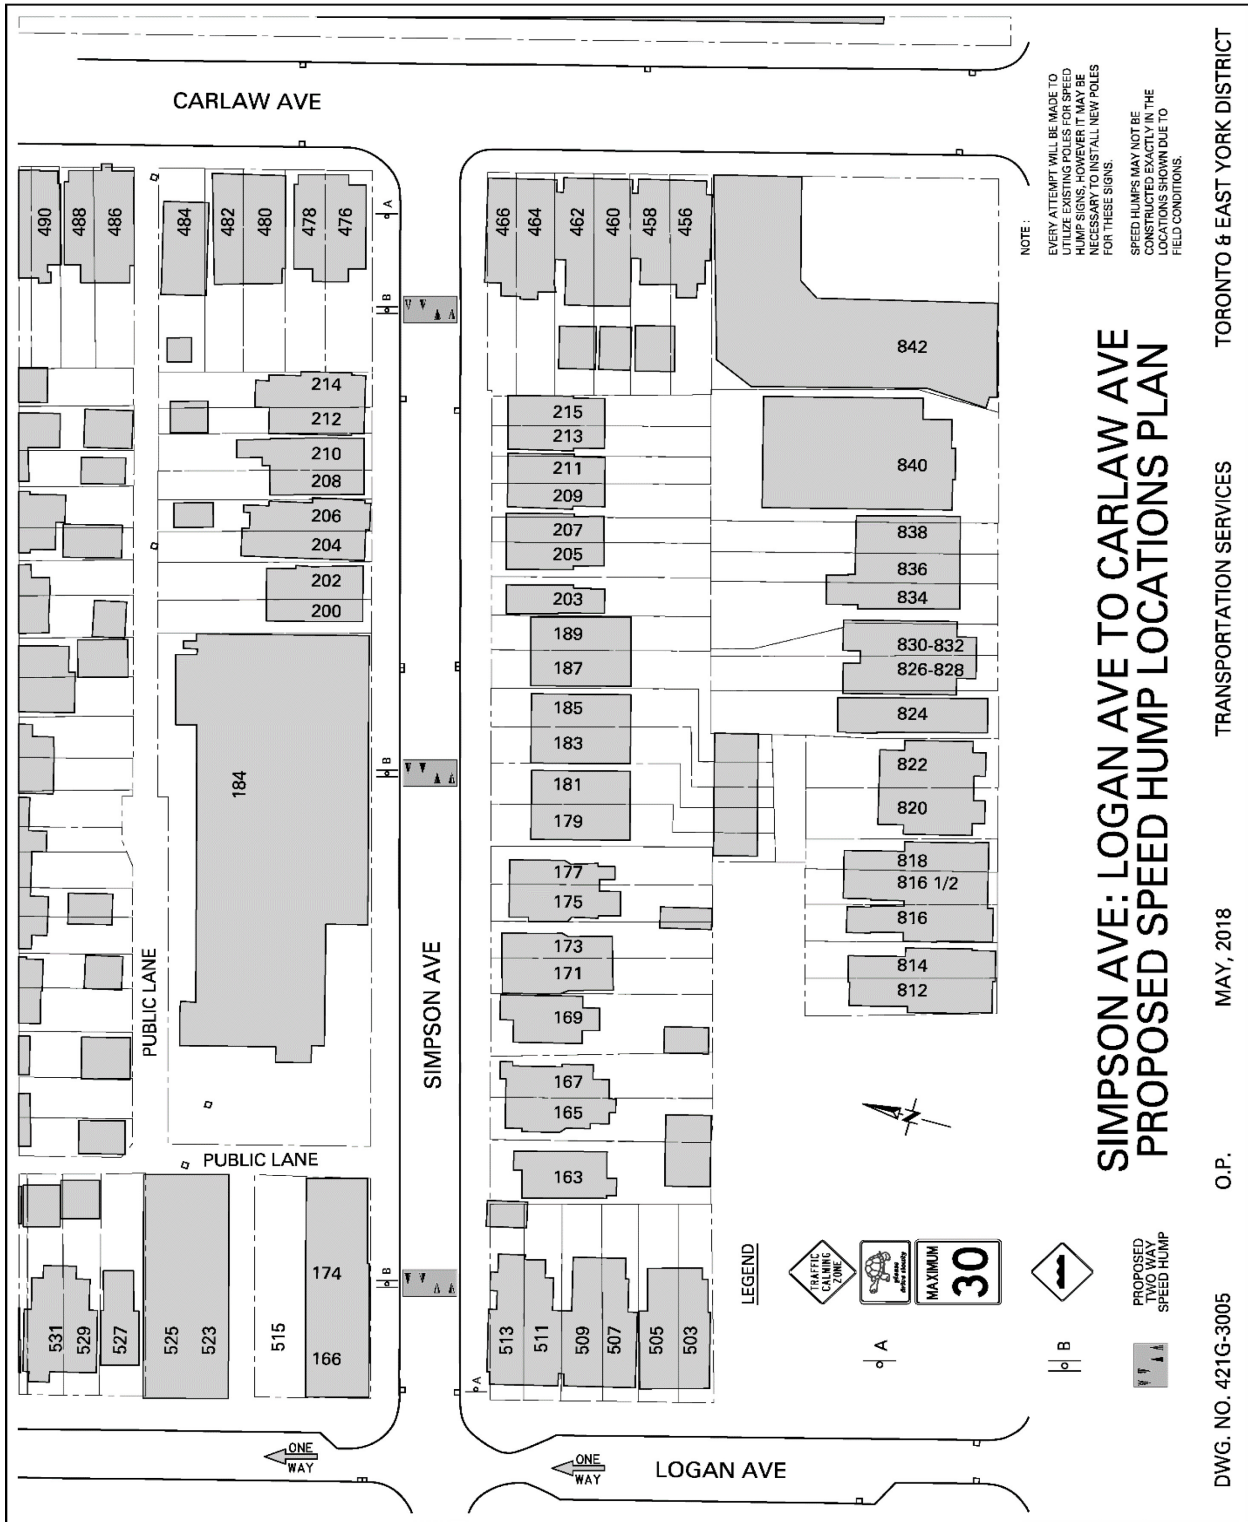 CARLAW AVE
490
488
486
484
482
480
478
476
A
B
466
464
462
460
458
456
842
214
212
210
208
206
204
202
200
215
213
211
209
207
205
203
840
838
836
834
830-832
826-828
824
822
820
818
816 1/2
816
814
812
184
B
189
187
185
183
181
179
177
175
173
171
169
167
165
163
PUBLIC LANE
SIMPSON AVE
PUBLIC LANE
531
529
527
525
523
515
174
166
B
513
511
509
507
505
503
A
ONE
WAY
ONE
WAY
LOGAN AVE
N
NOTE :
EVERY ATTEMPT WILL BE MADE TO
UTILIZE EXISTING POLES FOR SPEED
HUMP SIGNS, HOWEVER IT MAY BE
NECESSARY TO INSTALL NEW POLES
FOR THESE SIGNS.
SPEED HUMPS MAY NOT BE
CONSTRUCTED EXACTLY IN THE
LOCATIONS SHOWN DUE TO
FIELD CONDITIONS.
LEGEND
TRAFFIC
CALMING
ZONE
please
drive slowly
MAXIMUM
30
A
B
PROPOSED
TWO WAY
SPEED HUMP
SIMPSON AVE: LOGAN AVE TO CARLAW AVE
PROPOSED SPEED HUMP LOCATIONS PLAN
DWG. NO. 421G-3005
O.P.
MAY, 2018
TRANSPORTATION SERVICES
TORONTO & EAST YORK DISTRICT